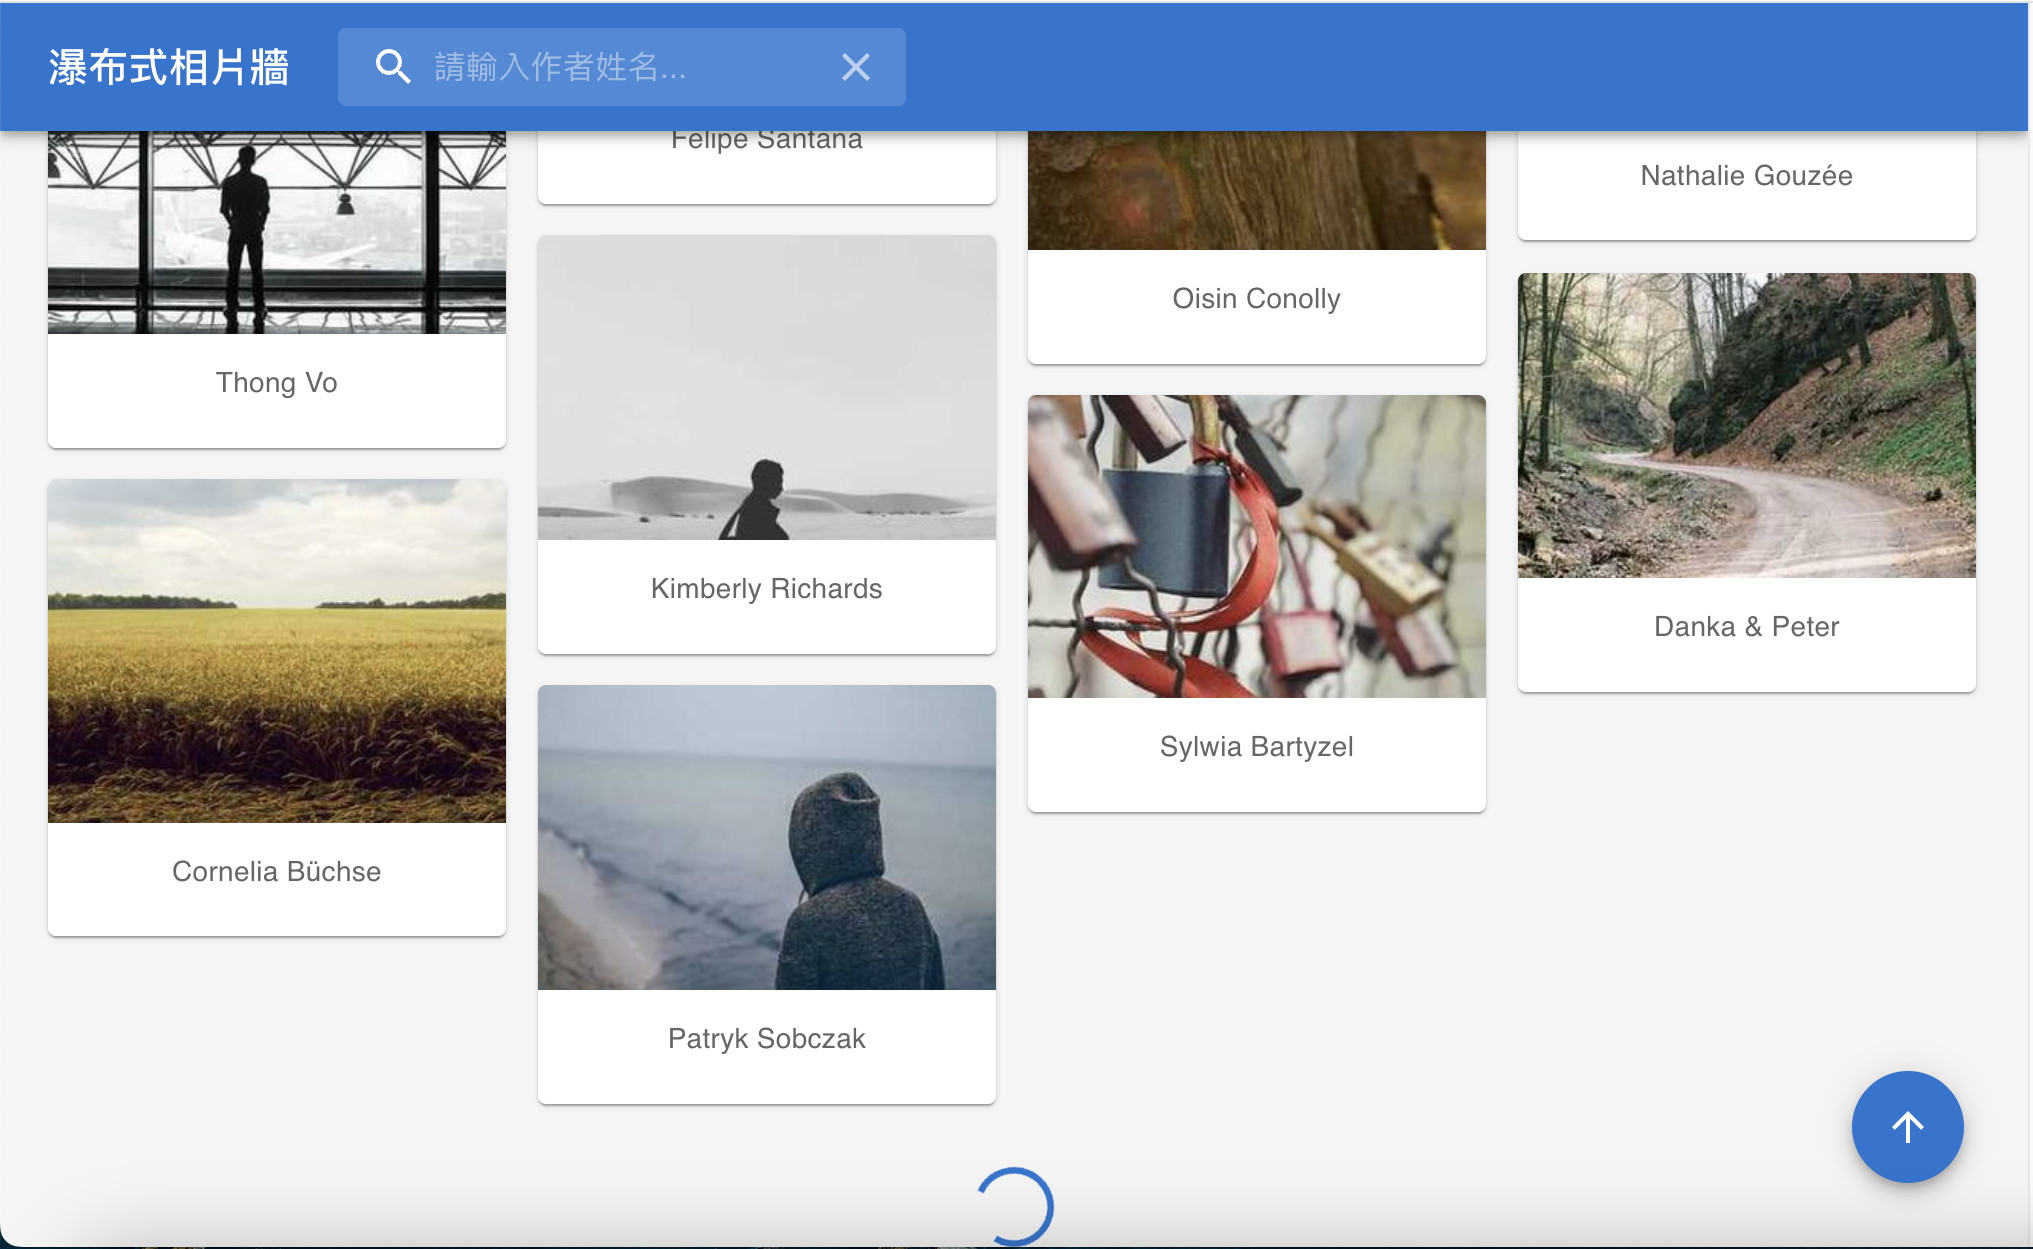 瀑布式相片牆
請輸入作者姓名...
Felipe Santana
Nathalie Gouzée
Oisin Conolly
Thong Vo
Kimberly Richards
Danka & Peter
Sylwia Bartyzel
Cornelia Büchse
Patryk Sobczak